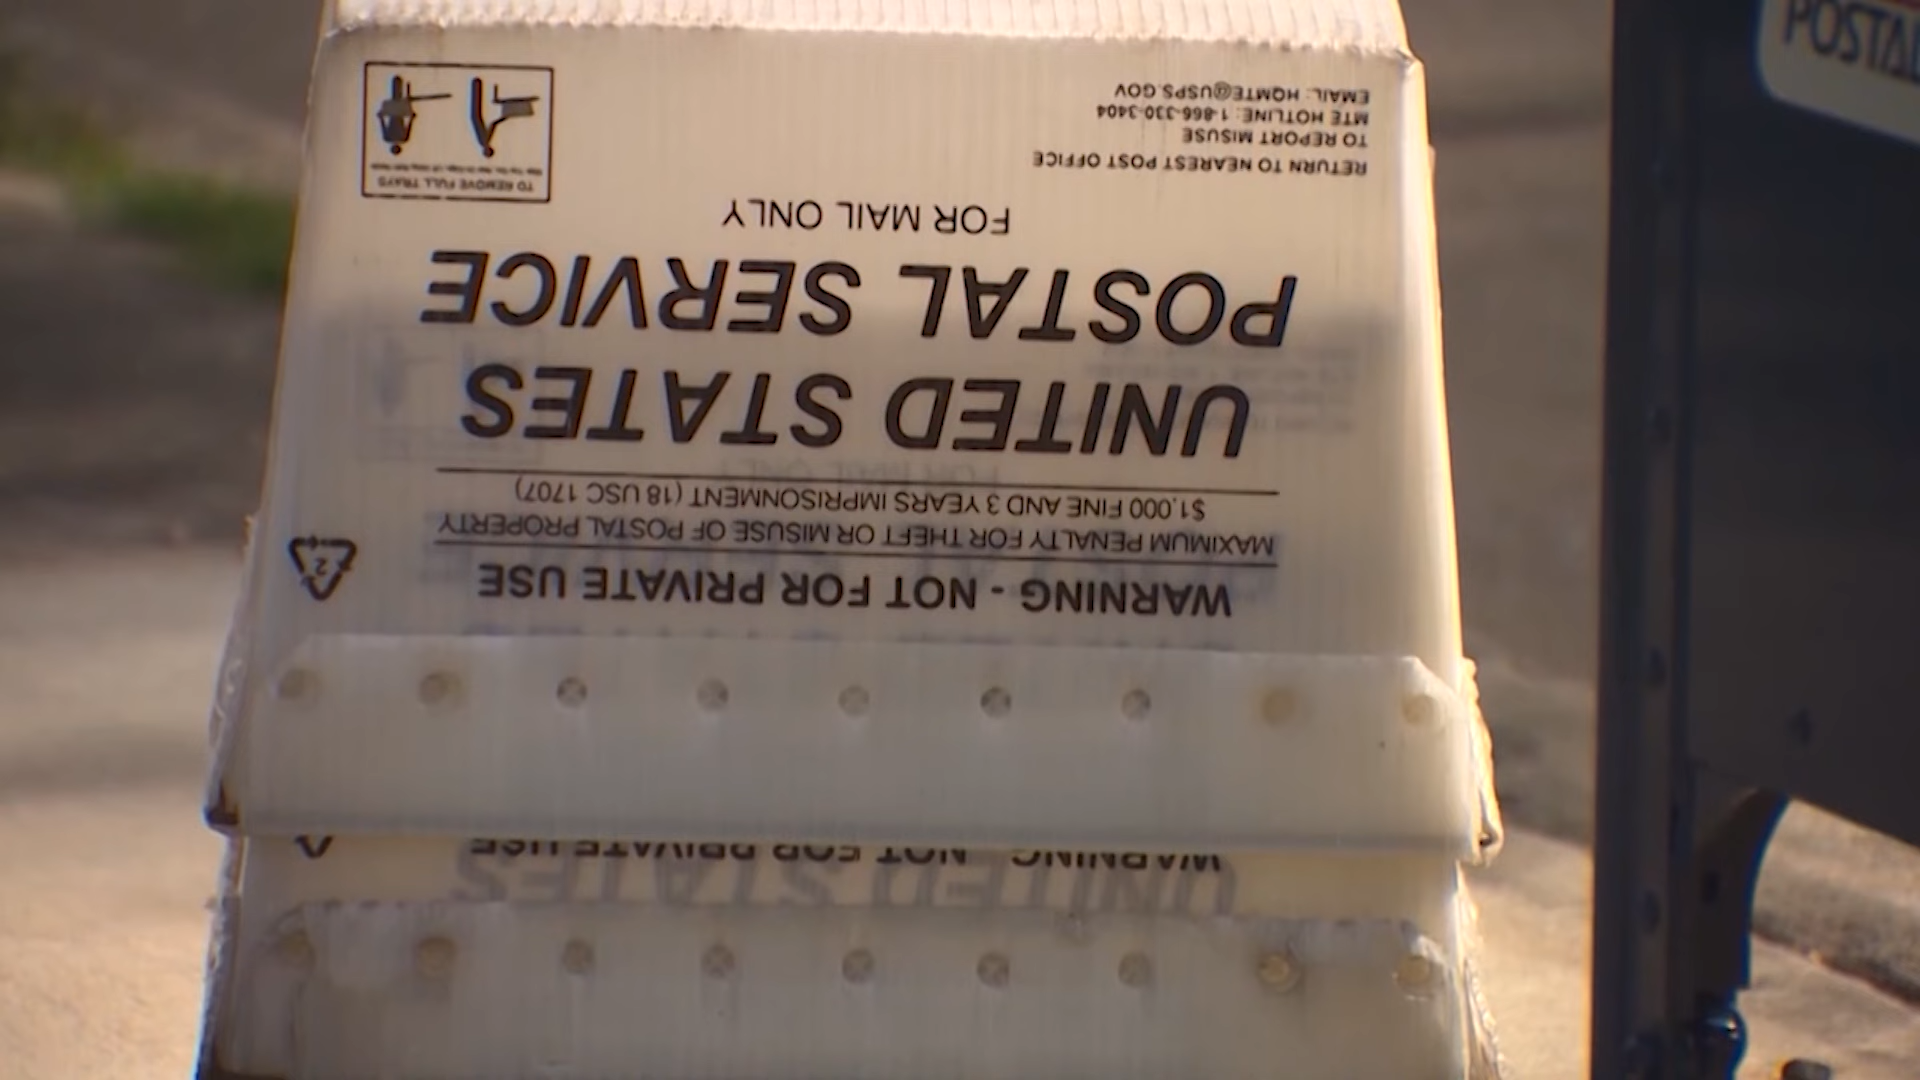 WARNING - NOT FOR PRIVATE USE
MAXIMUM PENALTY FOR THEFT OR MISUSE OF POSTAL PROPERTY
$1,000 FINE AND 3 YEARS IMPRISONMENT (18 USC 1707)
UNITED STATES
POSTAL SERVICE
FOR MAIL ONLY
RETURN TO NEAREST POST OFFICE
TO REPORT MISUSE
MTE HOTLINE: 1-866-330-3404
EMAIL: HQMTE@USPS.GOV
TO REMOVE FULL TRAYS
2
WARNING - NOT FOR PRIVATE USE
UNITED STATES
POSTAL